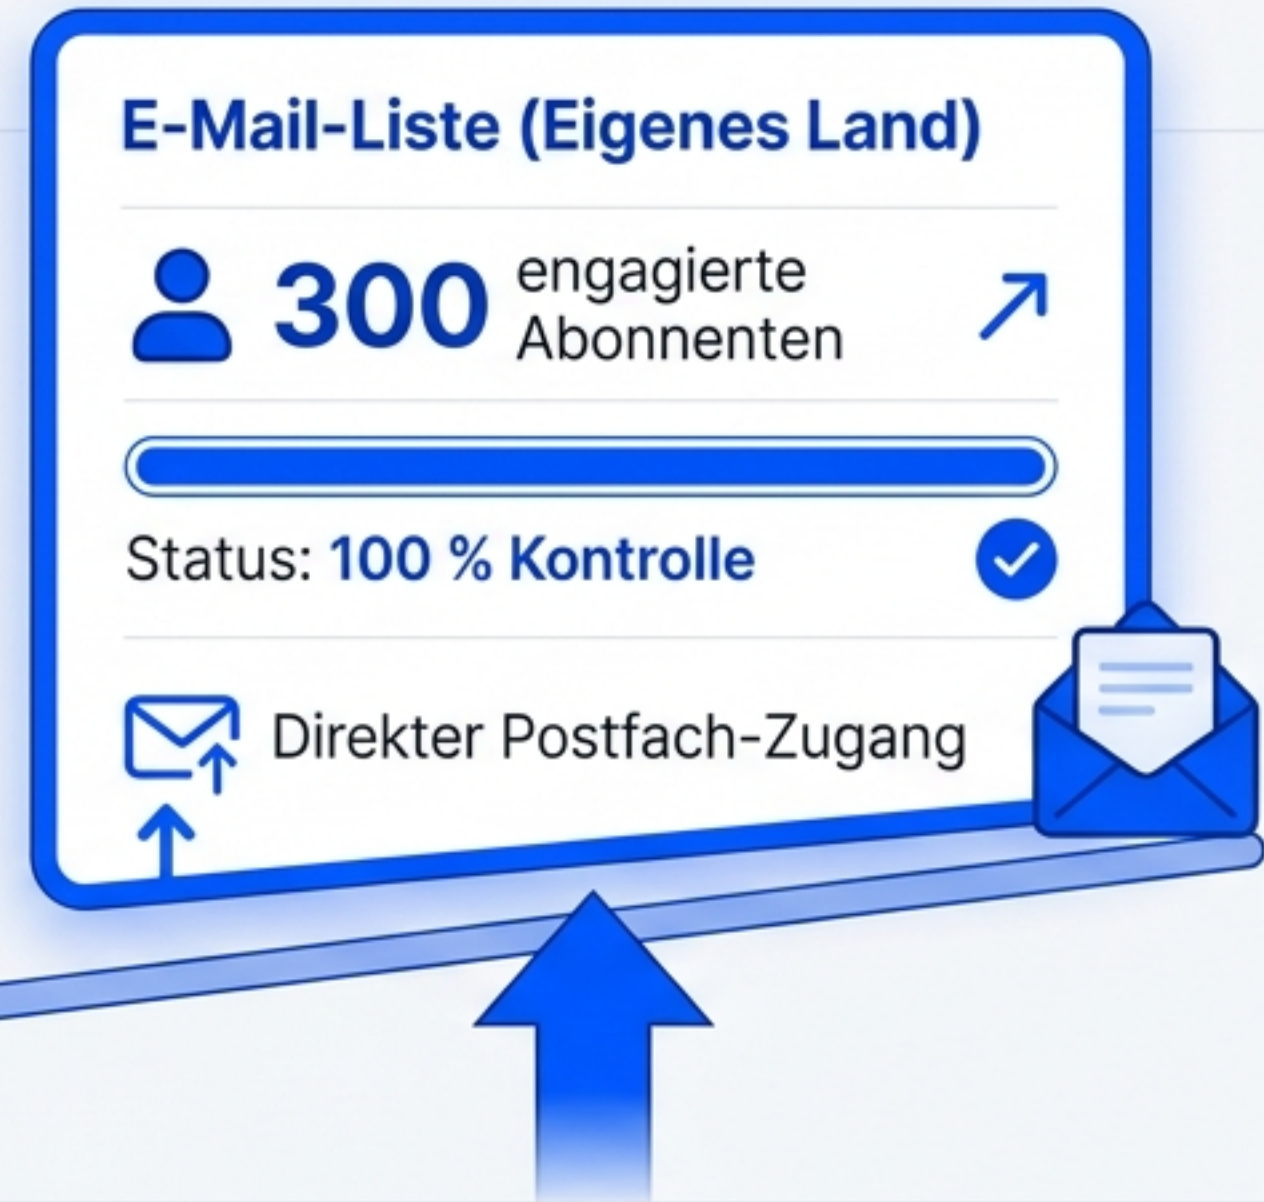 E-Mail-Liste (Eigenes Land)
300 engagierte
Abonnenten
Status: 100 % Kontrolle
Direkter Postfach-Zugang